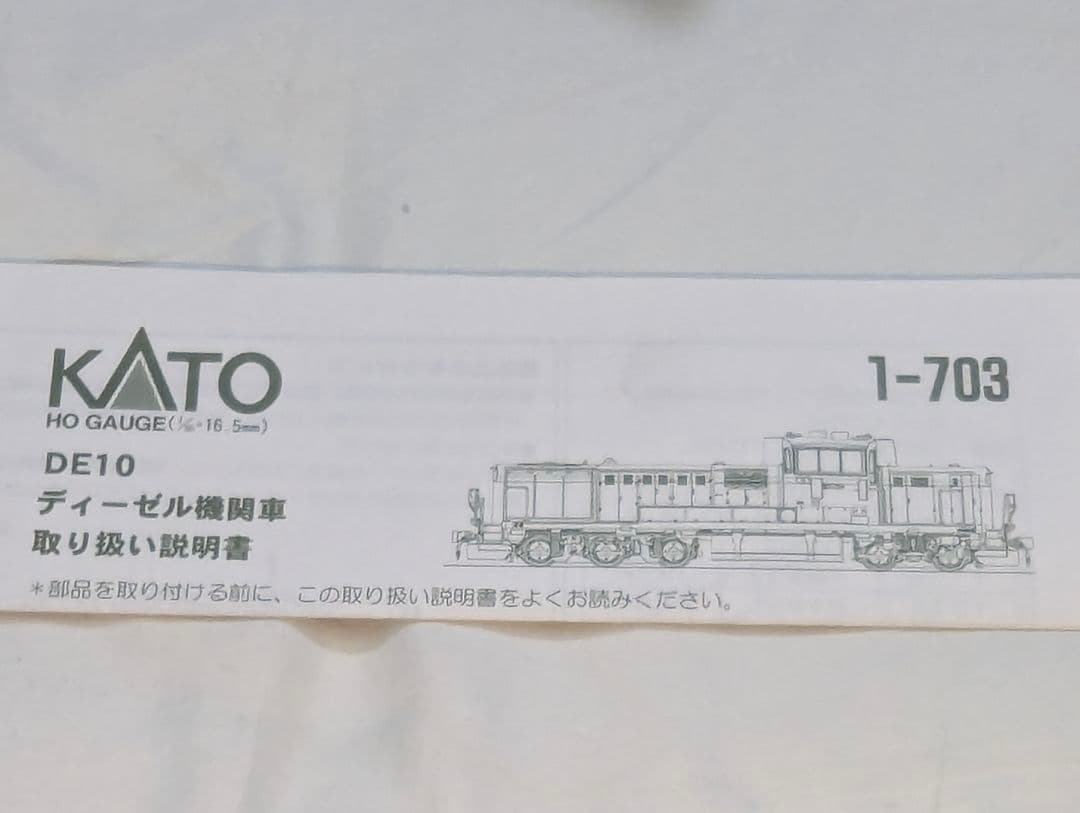 KATO
HO GAUGE(1/80・16.5mm)
1-703
DE10
ディーゼル機関車
取り扱い説明書
*部品を取り付ける前に、この取り扱い説明書をよくお読みください。